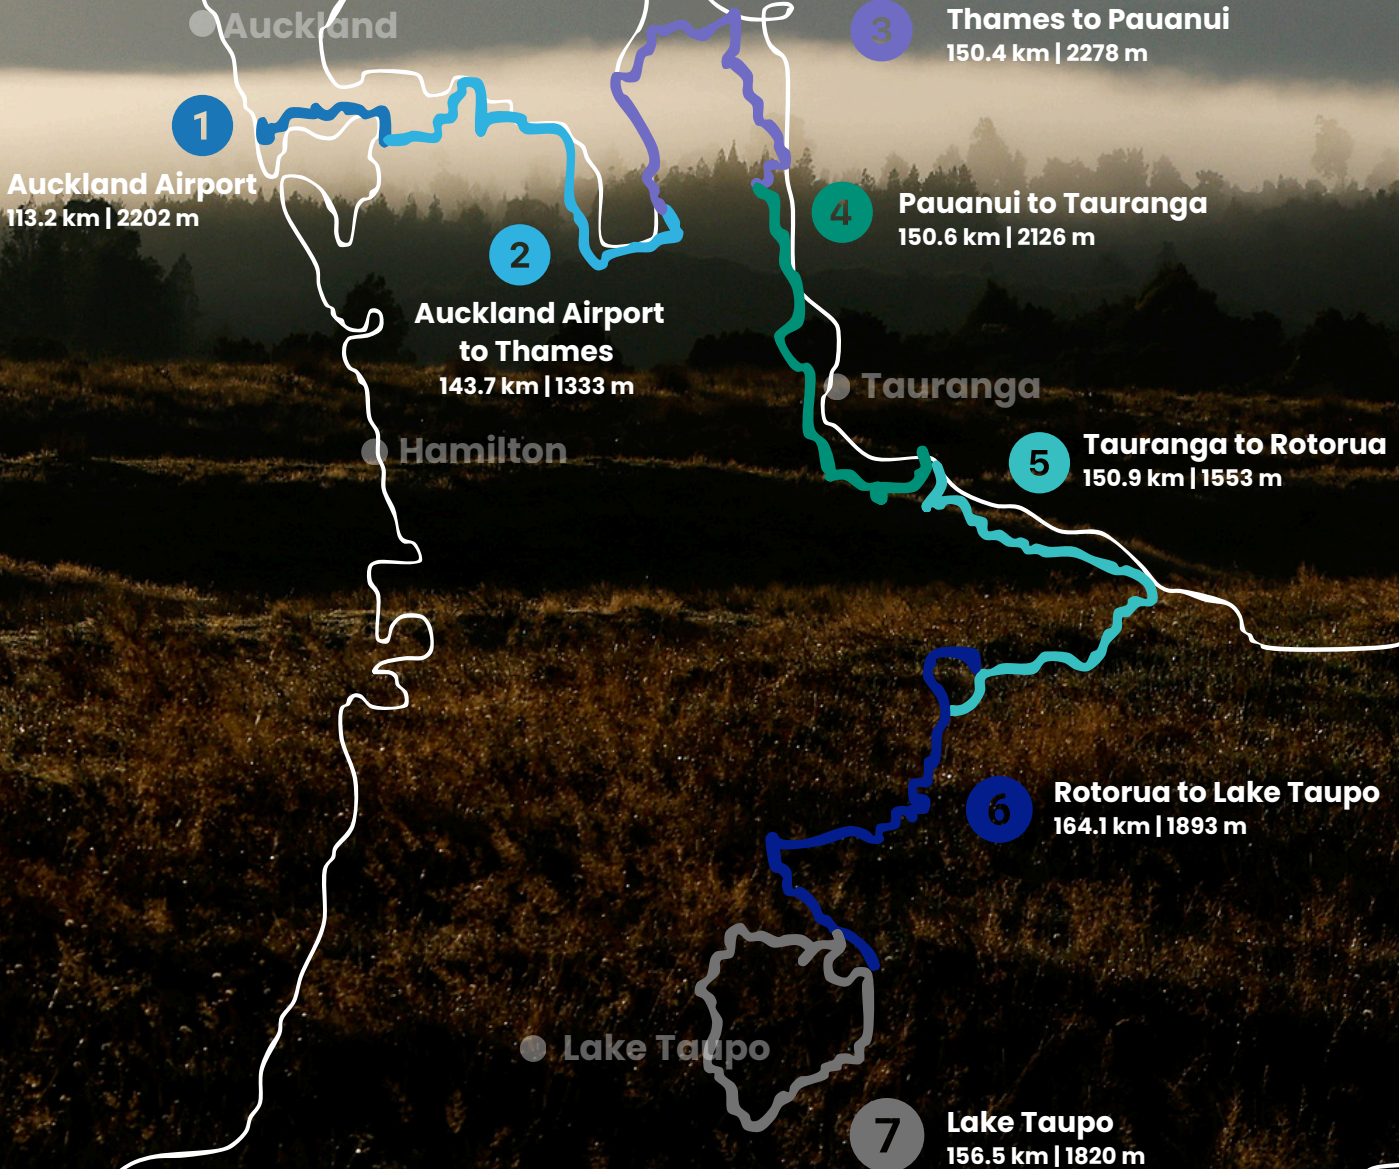 Auckland
3
Thames to Pauanui
150.4 km | 2278 m
1
Auckland Airport
113.2 km | 2202 m
2
Auckland Airport
to Thames
143.7 km | 1333 m
4
Pauanui to Tauranga
150.6 km | 2126 m
Tauranga
Hamilton
5
Tauranga to Rotorua
150.9 km | 1553 m
6
Rotorua to Lake Taupo
164.1 km | 1893 m
Lake Taupo
7
Lake Taupo
156.5 km | 1820 m